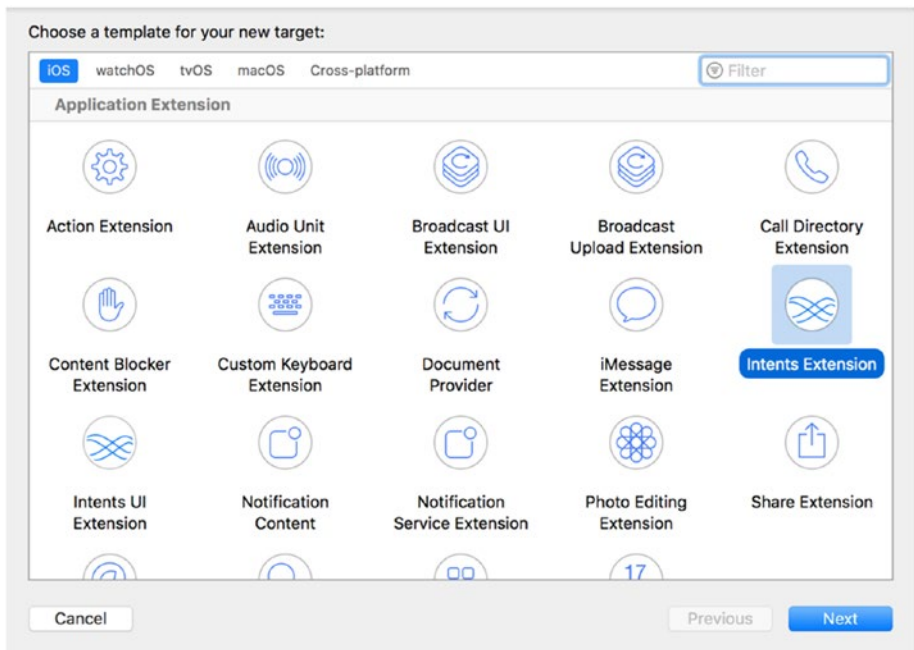 Choose a template for your new target:
iOS watchOS tvOS macOS Cross-platform Filter
Application Extension
Action Extension
Audio Unit
Extension
Broadcast UI
Extension
Broadcast
Upload Extension
Call Directory
Extension
Content Blocker
Extension
Custom Keyboard
Extension
Document
Provider
iMessage
Extension
Intents Extension
Intents UI
Extension
Notification
Content
Notification
Service Extension
Photo Editing
Extension
Share Extension
17
Cancel Previous Next